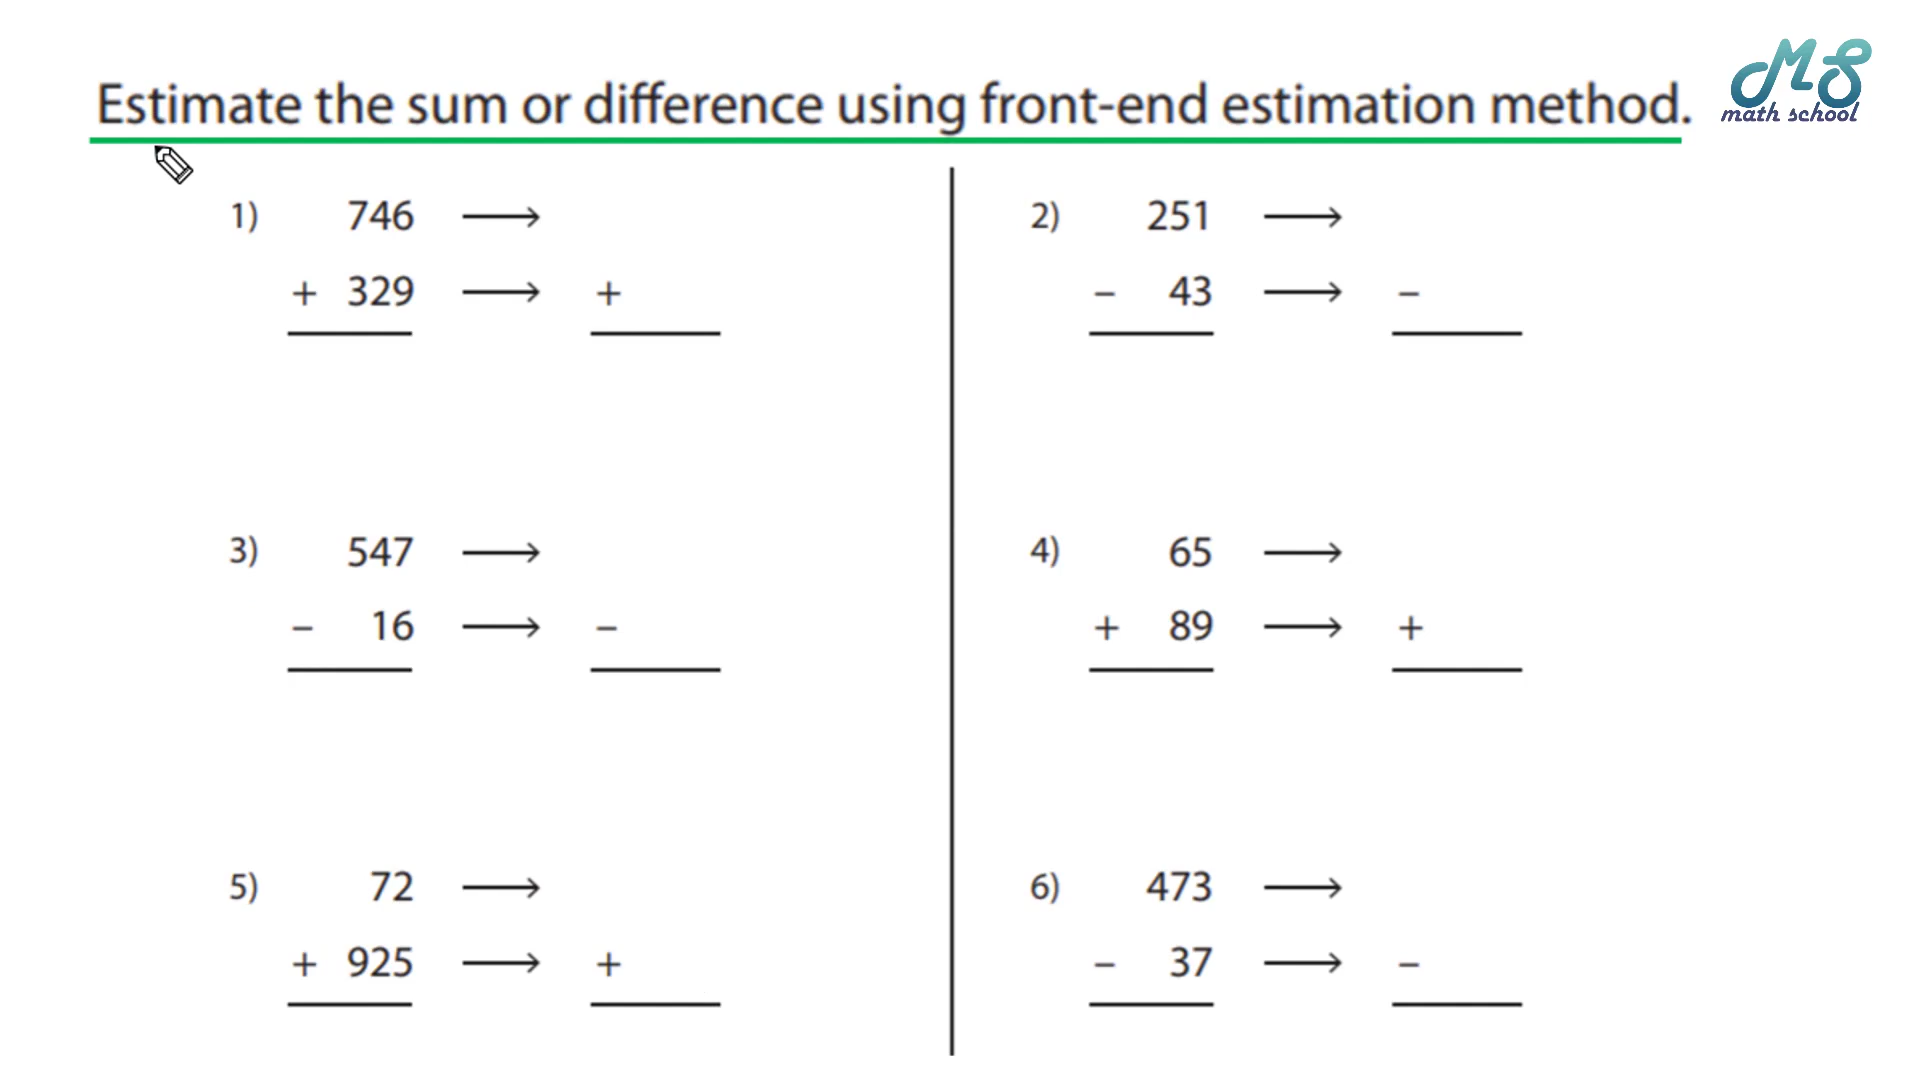 Estimate the sum or difference using front-end estimation method.
MS
math school
1) 746 ⟶
+ 329 ⟶ +
2) 251 ⟶
– 43 ⟶ –
3) 547 ⟶
– 16 ⟶ –
4) 65 ⟶
+ 89 ⟶ +
5) 72 ⟶
+ 925 ⟶ +
6) 473 ⟶
– 37 ⟶ –